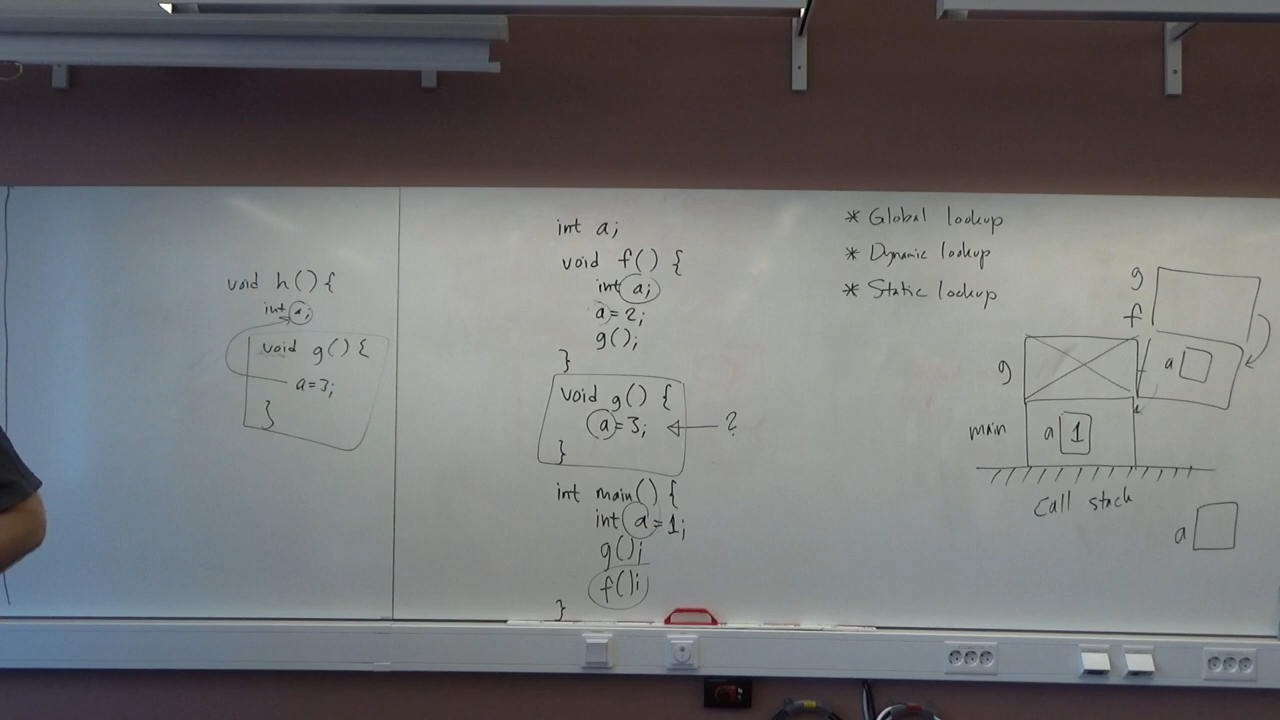 void h() {
int a;
void g() {
a=3;
}
int a;
void f() {
int a;
a=2;
g();
}
void g() {
a=3; ?
}
int main() {
int a=1;
g();
f();
}
* Global lookup
* Dynamic lookup
* Static lookup
g
f
a
g
main
a 1
Call stack
a